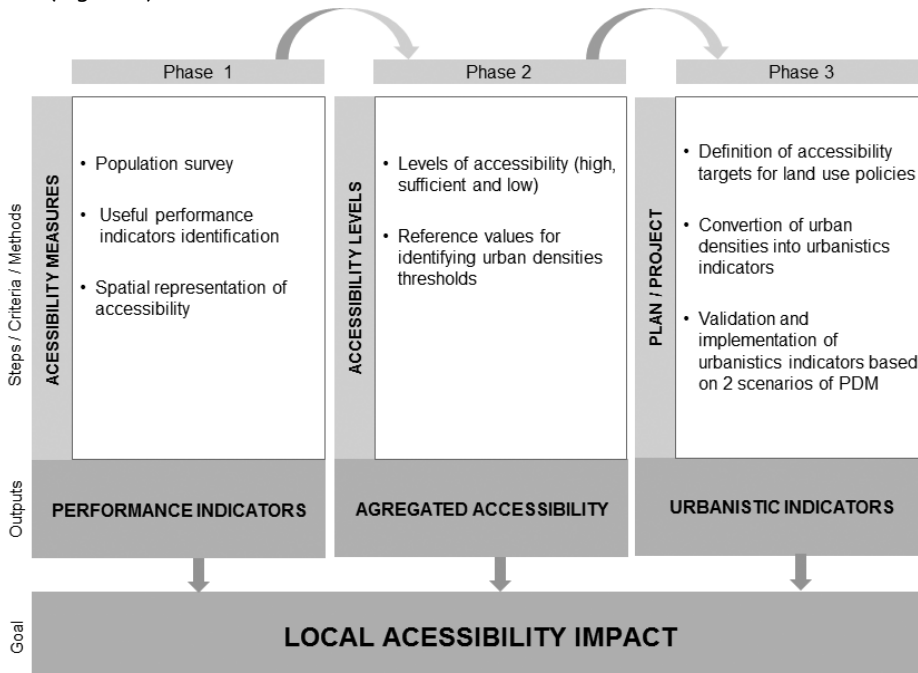 Phase 1
Phase 2
Phase 3
Steps / Criteria / Methods
ACESSIBILITY MEASURES
• Population survey
• Useful performance
indicators identification
• Spatial representation of
accessibility
ACCESSIBILITY LEVELS
• Levels of accessibility (high,
sufficient and low)
• Reference values for
identifying urban densities
thresholds
PLAN / PROJECT
• Definition of accessibility
targets for land use policies
• Convertion of urban
densities into urbanistics
indicators
• Validation and
implementation of
urbanistics indicators based
on 2 scenarios of PDM
Outputs
PERFORMANCE INDICATORS
AGREGATED ACCESSIBILITY
URBANISTIC INDICATORS
Goal
LOCAL ACESSIBILITY IMPACT